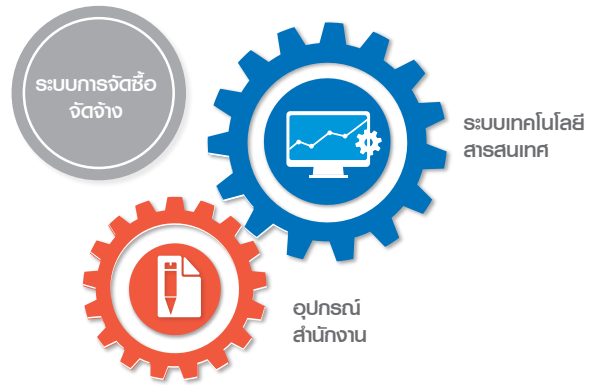 ระบบการจัดซื้อ
จัดจ้าง
ระบบเทคโนโลยี
สารสนเทศ
อุปกรณ์
สำนักงาน